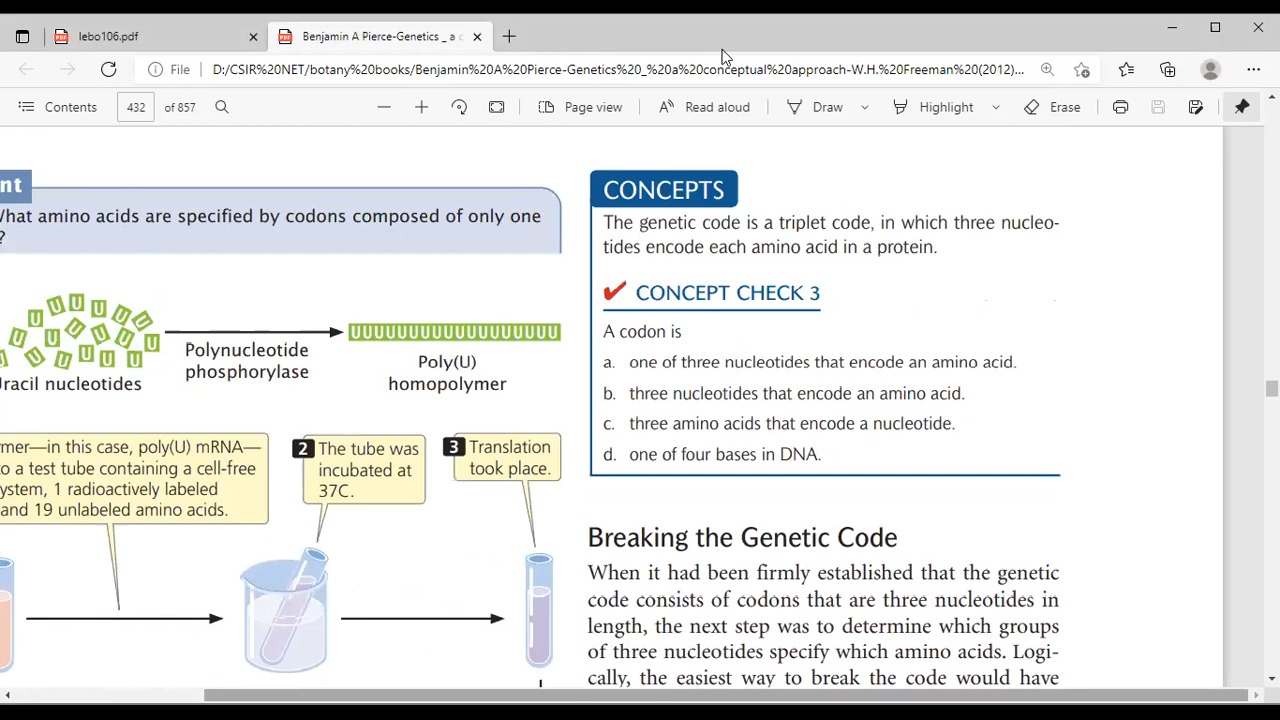 lebo106.pdf
Benjamin A Pierce-Genetics _ a c
File
D:/CSIR%20NET/botany%20books/Benjamin%20A%20Pierce-Genetics%20_%20a%20conceptual%20approach-W.H.%20Freeman%20(2012)...
Contents
432 of 857
Page view
Read aloud
Draw
Highlight
Erase
nt
What amino acids are specified by codons composed of only one
?
UUUUUUUUUUUUUUUUUU
Uracil nucleotides
Polynucleotide
phosphorylase
Poly(U)
homopolymer
ymer—in this case, poly(U) mRNA—
to a test tube containing a cell-free
system, 1 radioactively labeled
and 19 unlabeled amino acids.
2 The tube was
incubated at
37C.
3 Translation
took place.
CONCEPTS
The genetic code is a triplet code, in which three nucleo-
tides encode each amino acid in a protein.
✔ CONCEPT CHECK 3
A codon is
a. one of three nucleotides that encode an amino acid.
b. three nucleotides that encode an amino acid.
c. three amino acids that encode a nucleotide.
d. one of four bases in DNA.
Breaking the Genetic Code
When it had been firmly established that the genetic
code consists of codons that are three nucleotides in
length, the next step was to determine which groups
of three nucleotides specify which amino acids. Logi-
cally, the easiest way to break the code would have